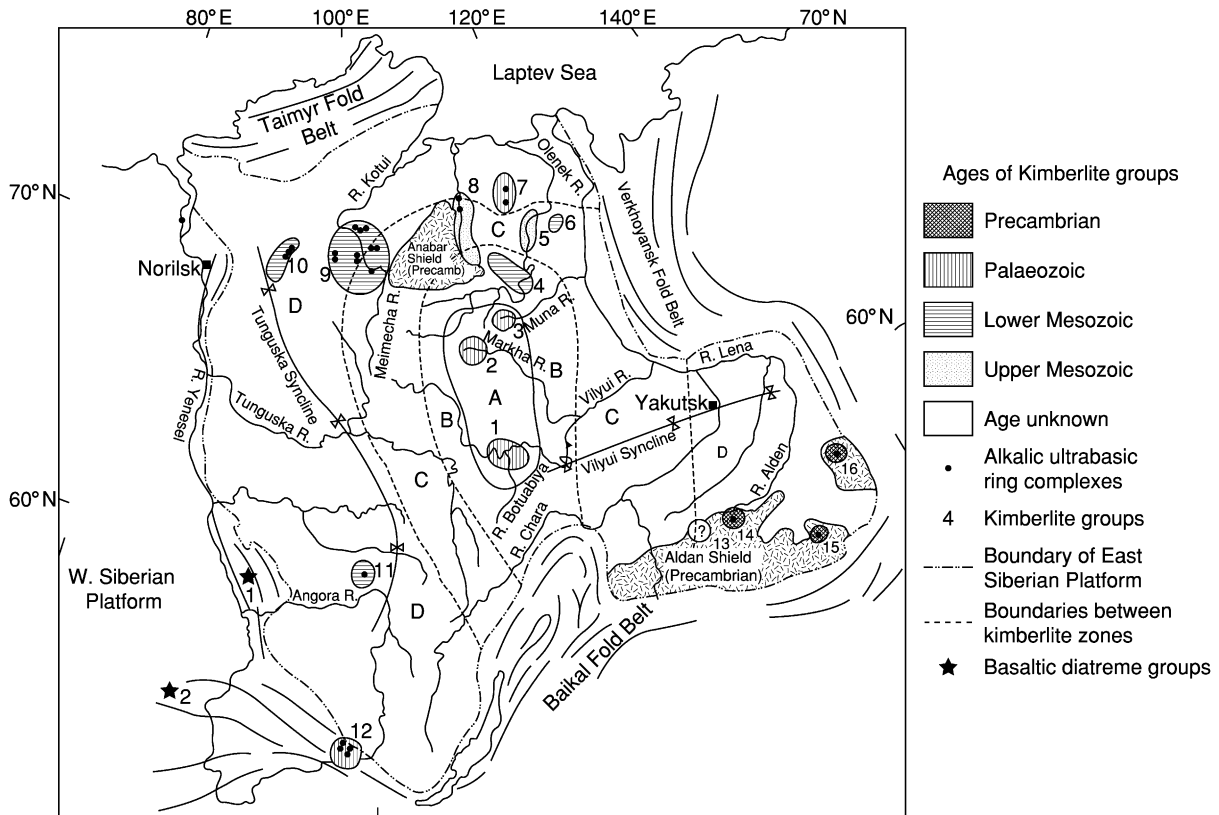 80° E 100° E 120° E 140° E 70° N
Laptev Sea
Taimyr Fold
Belt
R. Kotui
Olenek R.
Verkhoyansk Fold Belt
70° N
8
7
C
5
6
Anabar
Shield
(Precamb)
Norilsk
10
9
4
D
Meimecha R.
3
Muna R.
60° N
Tunguska Syncline
Markha R.
2
B
R. Lena
A
Vilyui R.
R. Yenesei
Tunguska R.
B
1
C
Yakutsk
Vilyui Syncline
D
R. Alden
16
C
R. Botuabiya
R. Chara
60° N
?
13
14
15
Aldan Shield
(Precambrian)
W. Siberian
Platform
1
11
Angora R.
D
Baikal Fold Belt
2
12
Ages of Kimberlite groups
Precambrian
Palaeozoic
Lower Mesozoic
Upper Mesozoic
Age unknown
Alkalic ultrabasic
ring complexes
4 Kimberlite groups
Boundary of East
Siberian Platform
Boundaries between
kimberlite zones
Basaltic diatreme groups